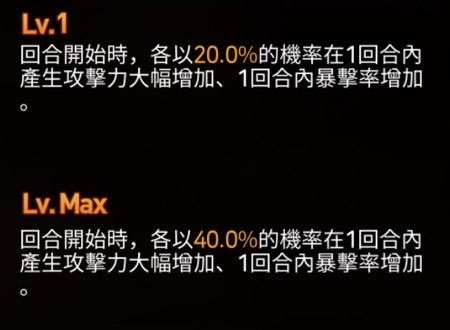 Lv.1
回合開始時，各以20.0%的機率在1回合內
產生攻擊力大幅增加、1回合內暴擊率增加
。
Lv.Max
回合開始時，各以40.0%的機率在1回合內
產生攻擊力大幅增加、1回合內暴擊率增加
。